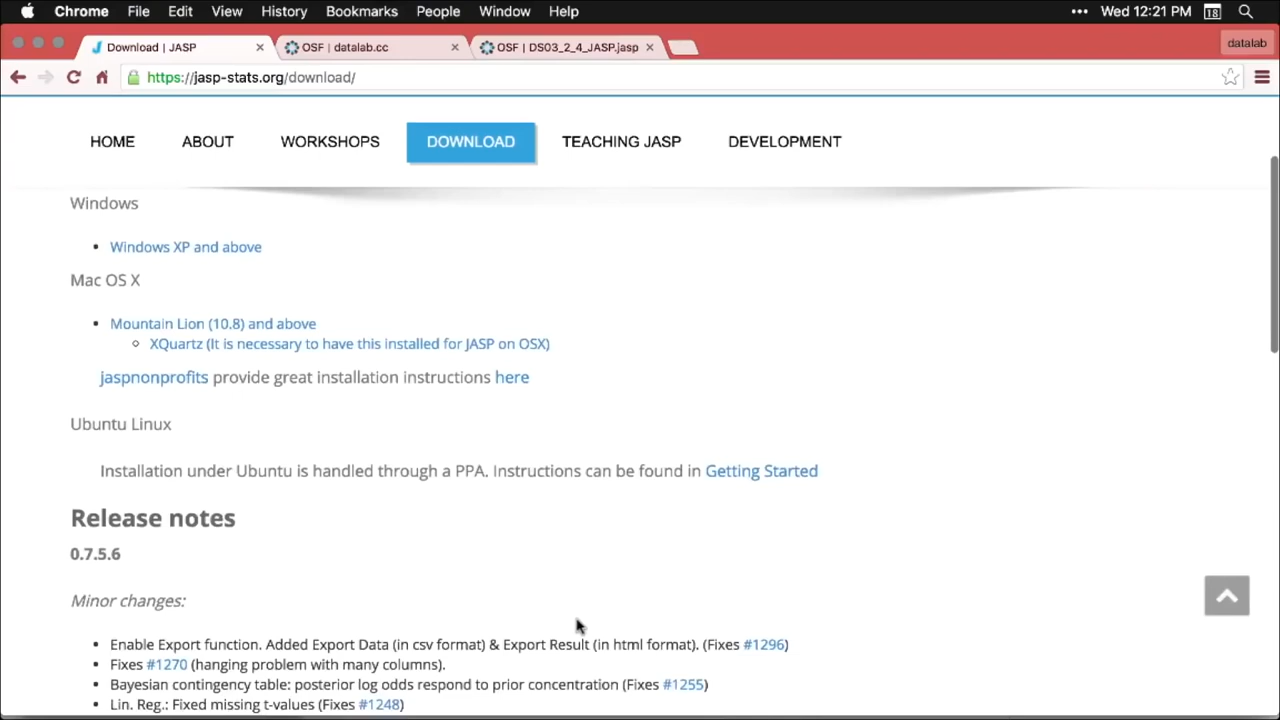 Chrome File Edit View History Bookmarks People Window Help ••• Wed 12:21 PM 18
Download | JASP OSF | datalab.cc OSF | DS03_2_4_JASP.jasp datalab
https://jasp-stats.org/download/
HOME ABOUT WORKSHOPS DOWNLOAD TEACHING JASP DEVELOPMENT
Windows
• Windows XP and above
Mac OS X
• Mountain Lion (10.8) and above
◦ XQuartz (It is necessary to have this installed for JASP on OSX)
jaspnonprofits provide great installation instructions here
Ubuntu Linux
Installation under Ubuntu is handled through a PPA. Instructions can be found in Getting Started
Release notes
0.7.5.6
Minor changes:
• Enable Export function. Added Export Data (in csv format) & Export Result (in html format). (Fixes #1296)
• Fixes #1270 (hanging problem with many columns).
• Bayesian contingency table: posterior log odds respond to prior concentration (Fixes #1255)
• Lin. Reg.: Fixed missing t-values (Fixes #1248)